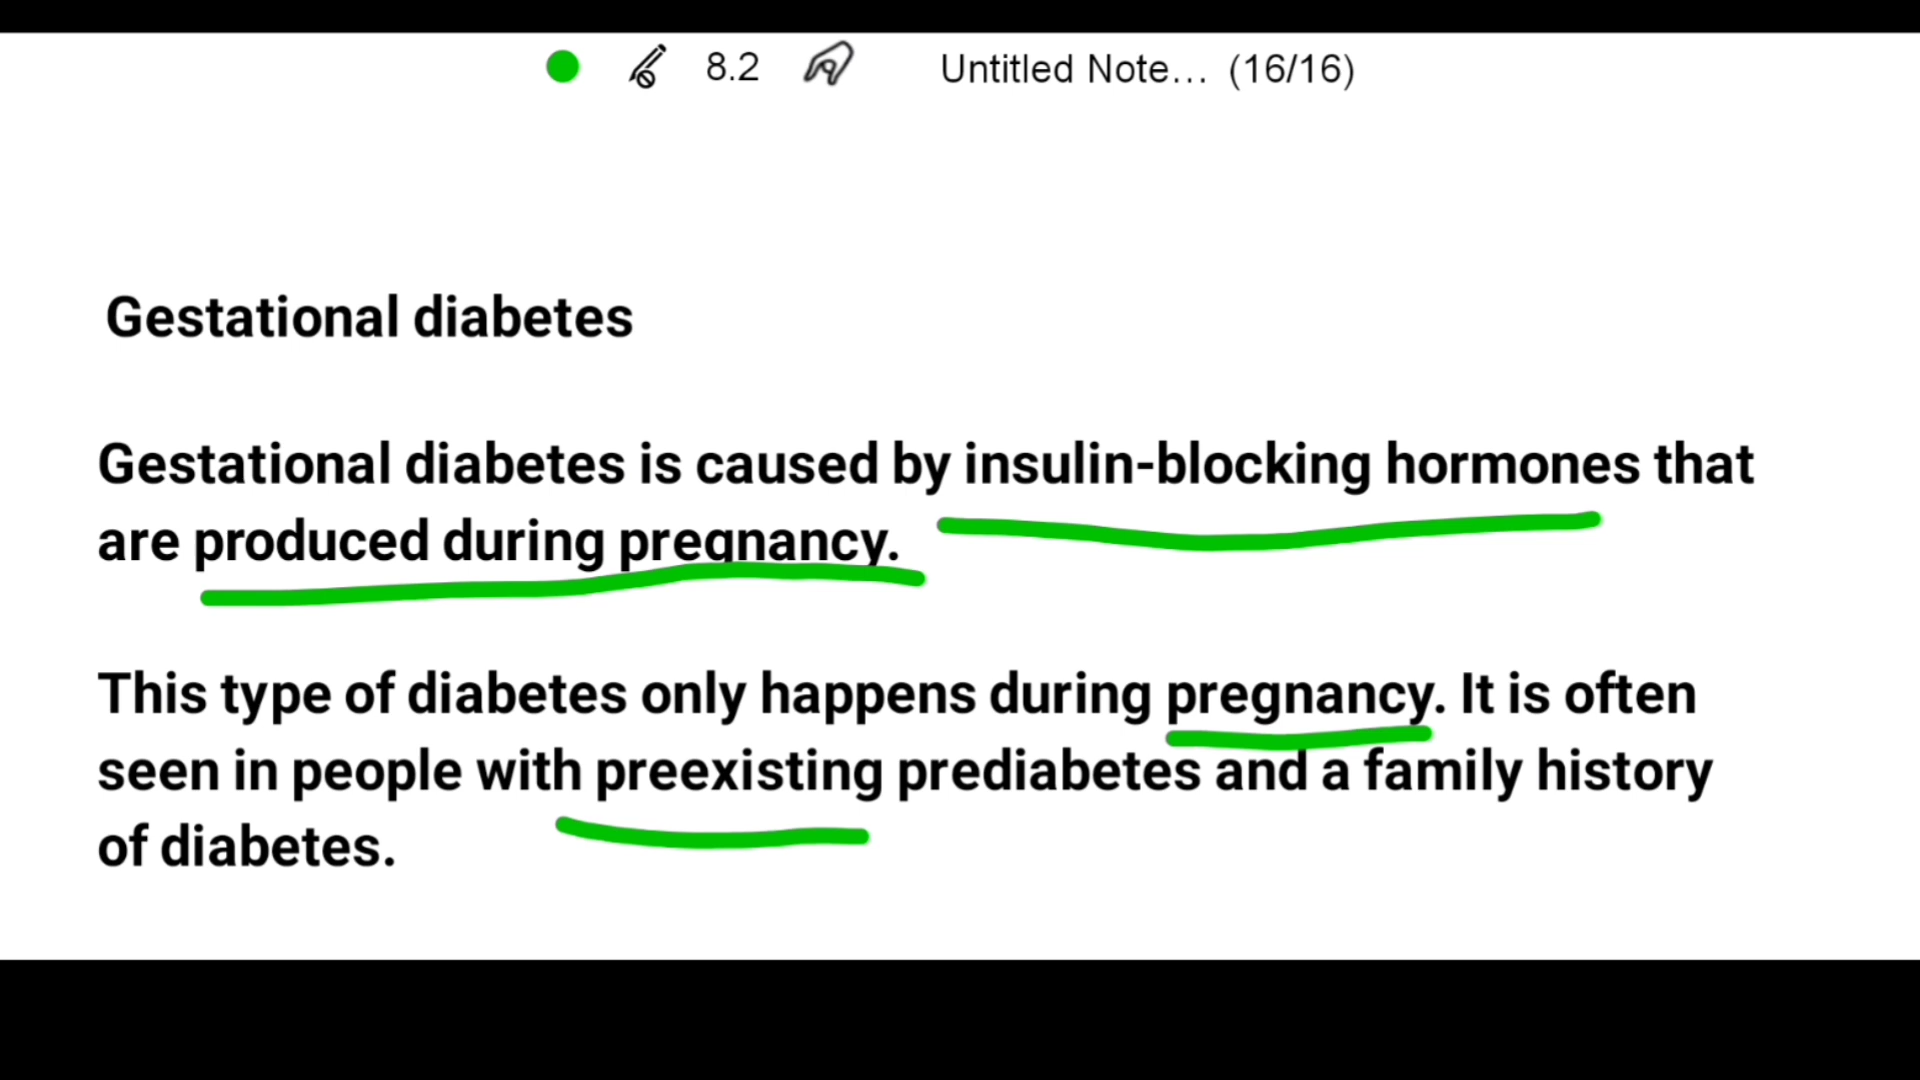 8.2 Untitled Note... (16/16)
Gestational diabetes
Gestational diabetes is caused by insulin-blocking hormones that
are produced during pregnancy.
This type of diabetes only happens during pregnancy. It is often
seen in people with preexisting prediabetes and a family history
of diabetes.